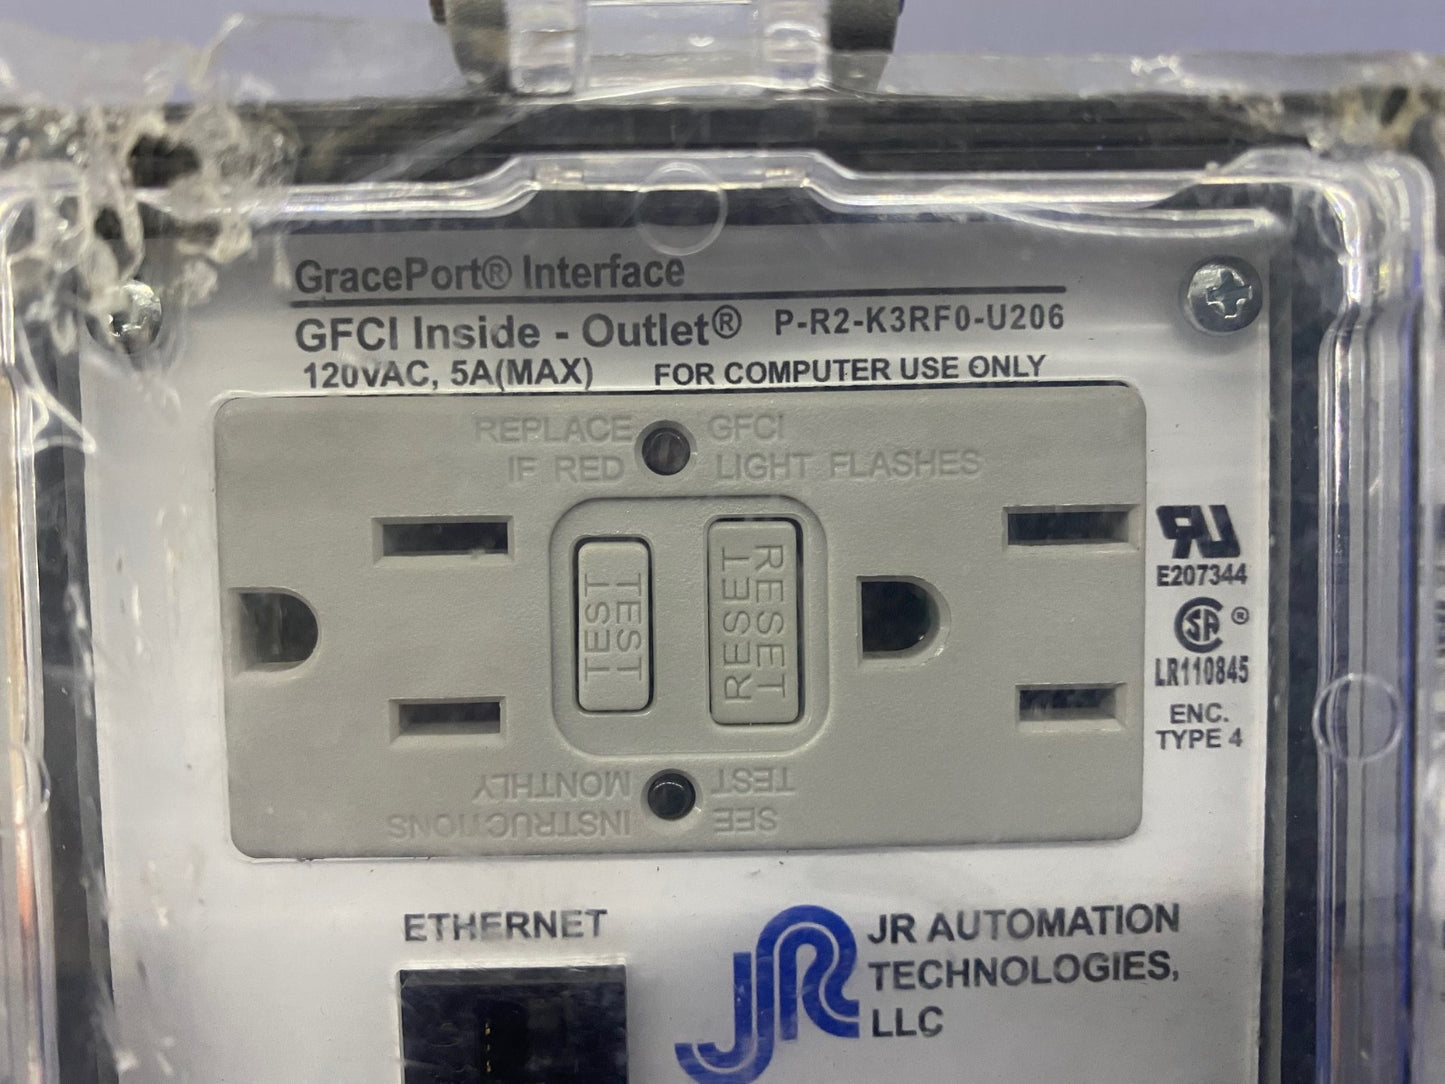 GracePort® Interface
GFCI Inside - Outlet® P-R2-K3RF0-U206
120VAC, 5A(MAX) FOR COMPUTER USE ONLY
REPLACE GFCI
IF RED LIGHT FLASHES
TEST
TEST
RESET
RESET
SEE INSTRUCTIONS
TEST MONTHLY
RU
E207344
CSA®
LR110845
ENC.
TYPE 4
ETHERNET
JR
JR AUTOMATION
TECHNOLOGIES,
LLC